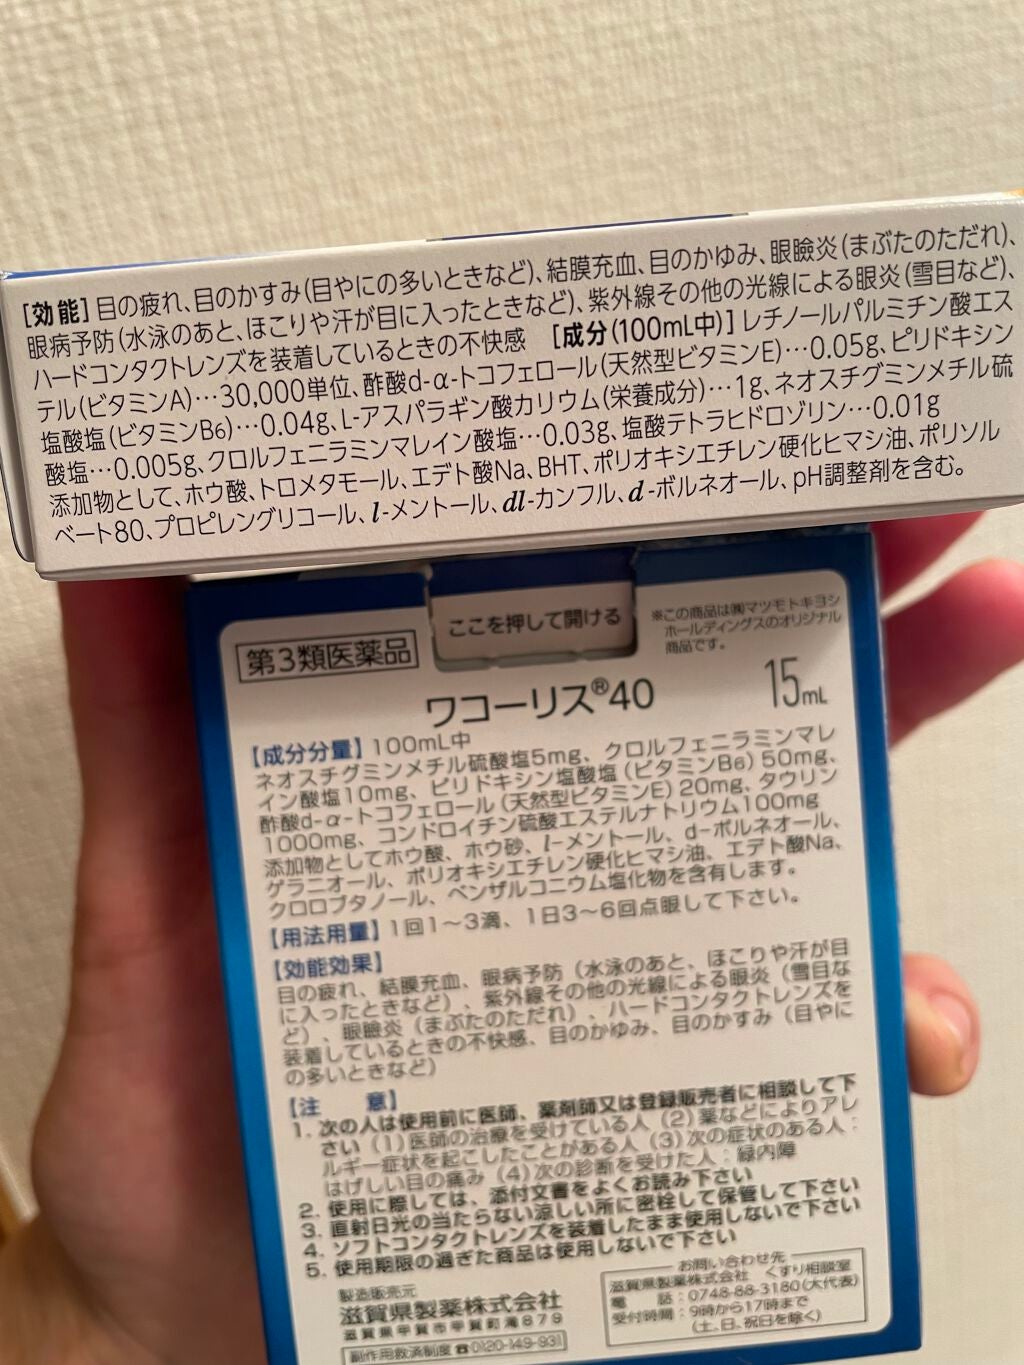 [効能]目の疲れ、目のかすみ(目やにの多いときなど)、結膜充血、目のかゆみ、眼瞼炎(まぶたのただれ)、
眼病予防(水泳のあと、ほこりや汗が目に入ったときなど)、紫外線その他の光線による眼炎(雪目など)、
ハードコンタクトレンズを装着しているときの不快感 [成分(100mL中)]レチノールパルミチン酸エス
テル(ビタミンA)…30,000単位、酢酸d-α-トコフェロール(天然型ビタミンE)…0.05g、ピリドキシン
塩酸塩(ビタミンB6)…0.04g、L-アスパラギン酸カリウム(栄養成分)…1g、ネオスチグミンメチル硫
酸塩…0.005g、クロルフェニラミンマレイン酸塩…0.03g、塩酸テトラヒドロゾリン…0.01g
添加物として、ホウ酸、トロメタモール、エデト酸Na、BHT、ポリオキシエチレン硬化ヒマシ油、ポリソル
ベート80、プロピレングリコール、l-メントール、dl-カンフル、d-ボルネオール、pH調整剤を含む。
ここを押して開ける
※この商品は㈱マツモトキヨシ
ホールディングスのオリジナル
商品です。
第3類医薬品
ワコーリス®40
15mL
【成分分量】100mL中
ネオスチグミンメチル硫酸塩5mg、クロルフェニラミンマレ
イン酸塩10mg、ピリドキシン塩酸塩(ビタミンB6)50mg、
酢酸d-α-トコフェロール(天然型ビタミンE)20mg、タウリン
1000mg、コンドロイチン硫酸エステルナトリウム100mg
添加物としてホウ酸、ホウ砂、l-メントール、d-ボルネオール、
ゲラニオール、ポリオキシエチレン硬化ヒマシ油、エデト酸Na、
クロロブタノール、ベンザルコニウム塩化物を含有します。
【用法用量】1回1～3滴、1日3～6回点眼して下さい。
【効能効果】
目の疲れ、結膜充血、眼病予防(水泳のあと、ほこりや汗が目
に入ったときなど)、紫外線その他の光線による眼炎(雪目な
ど)、眼瞼炎(まぶたのただれ)、ハードコンタクトレンズを
装着しているときの不快感、目のかゆみ、目のかすみ(目やに
の多いときなど)
【注 意】
1. 次の人は使用前に医師、薬剤師又は登録販売者に相談して下
さい(1)医師の治療を受けている人(2)薬などによりアレ
ルギー症状を起こしたことがある人(3)次の症状のある人：
はげしい目の痛み(4)次の診断を受けた人：緑内障
2. 使用に際しては、添付文書をよくお読み下さい
3. 直射日光の当たらない涼しい所に密栓して保管して下さい
4. ソフトコンタクトレンズを装着したまま使用しないで下さい
5. 使用期限の過ぎた商品は使用しないで下さい
製造販売元
滋賀県製薬株式会社
滋賀県甲賀市甲賀町滝879
副作用救済制度☎0120-149-931
お問い合わせ先
滋賀県製薬株式会社 くすり相談室
電 話：0748-88-3180(大代表)
受付時間：9時から17時まで
(土、日、祝日を除く)